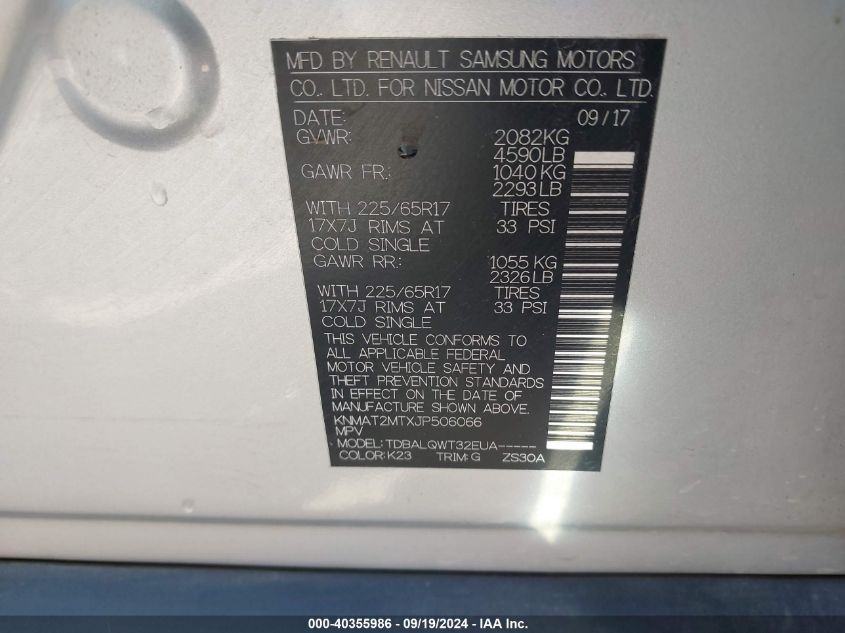 MFD BY RENAULT SAMSUNG MOTORS
CO., LTD. FOR NISSAN MOTOR CO., LTD.
DATE: 09/17
GVWR: 2082KG
4590LB
GAWR FR.: 1040 KG
2293 LB
WITH 225/65R17 TIRES
17X7J RIMS AT 33 PSI
COLD SINGLE
GAWR RR.: 1055 KG
2326LB
WITH 225/65R17 TIRES
17X7J RIMS AT 33 PSI
COLD SINGLE
THIS VEHICLE CONFORMS TO
ALL APPLICABLE FEDERAL
MOTOR VEHICLE SAFETY AND
THEFT PREVENTION STANDARDS
IN EFFECT ON THE DATE OF
MANUFACTURE SHOWN ABOVE.
KNMAT2MTXJP506066
MPV
MODEL: TDBALQWT32EUA-----
COLOR: K23 TRIM: G ZS30A
000-40355986 - 09/19/2024 - IAA Inc.